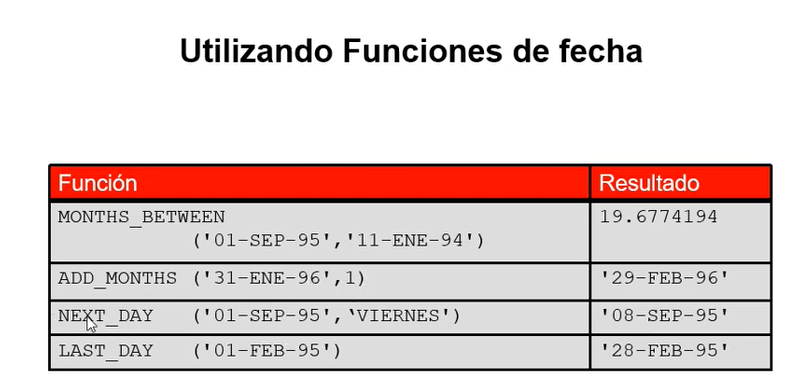 Utilizando Funciones de fecha
Función Resultado
MONTHS_BETWEEN 19.6774194
('01-SEP-95','11-ENE-94')
ADD_MONTHS ('31-ENE-96',1) '29-FEB-96'
NEXT_DAY ('01-SEP-95',‛VIERNES') '08-SEP-95'
LAST_DAY ('01-FEB-95') '28-FEB-95'